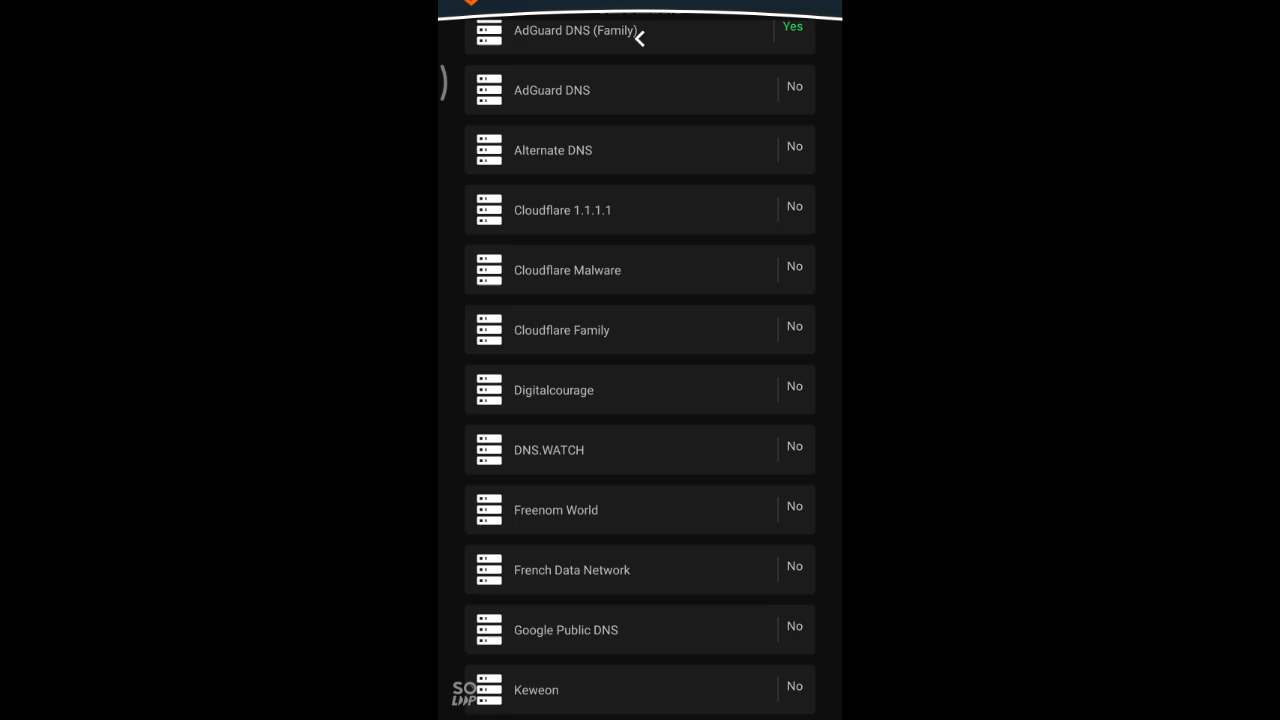 AdGuard DNS (Family)
Yes
AdGuard DNS
No
Alternate DNS
No
Cloudflare 1.1.1.1
No
Cloudflare Malware
No
Cloudflare Family
No
Digitalcourage
No
DNS.WATCH
No
Freenom World
No
French Data Network
No
Google Public DNS
No
Keweon
No
SO
LOOP